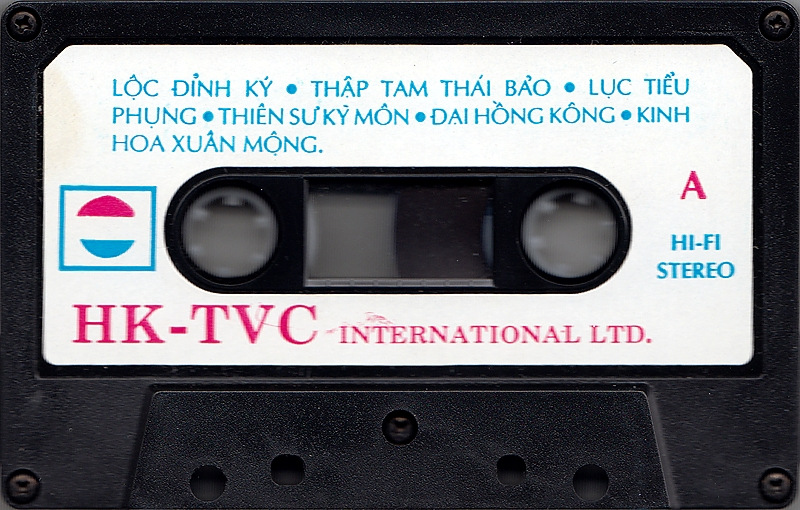 LỘC ĐỈNH KÝ • THẬP TAM THÁI BẢO • LỤC TIỂU
PHỤNG • THIÊN SƯ KỲ MÔN • ĐẠI HỒNG KÔNG • KINH
HOA XUÂN MỘNG.
A
HI-FI
STEREO
HK-TVC INTERNATIONAL LTD.